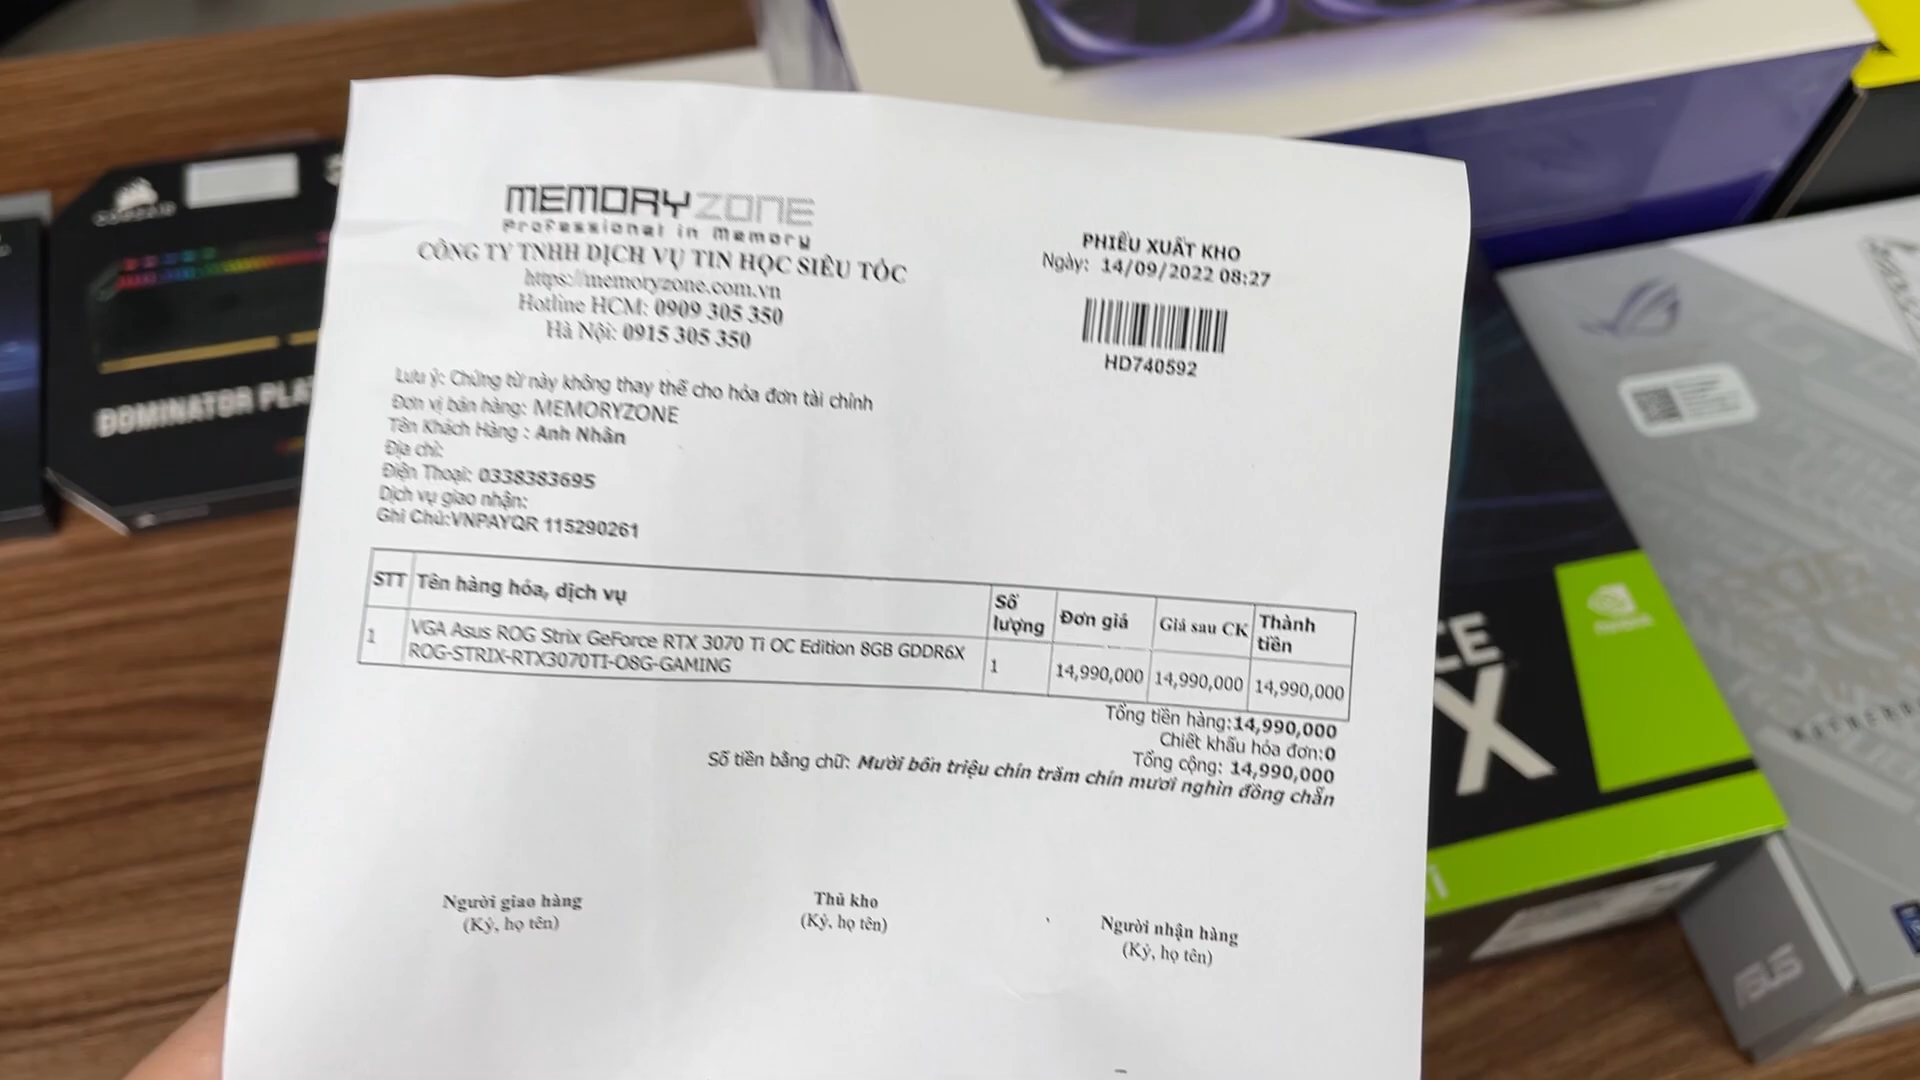 MEMORYZONE
Professional in Memory
CÔNG TY TNHH DỊCH VỤ TIN HỌC SIÊU TỐC
https://memoryzone.com.vn
Hotline HCM: 0909 305 350
Hà Nội: 0915 305 350
PHIẾU XUẤT KHO
Ngày: 14/09/2022 08:27
HD740592
Lưu ý: Chứng từ này không thay thế cho hóa đơn tài chính
Đơn vị bán hàng: MEMORYZONE
Tên Khách Hàng : Anh Nhân
Địa chỉ:
Điện Thoại: 0338383695
Dịch vụ giao nhận:
Ghi Chú:VNPAYQR 115290261
STT Tên hàng hóa, dịch vụ Số lượng Đơn giá Giá sau CK Thành tiền
1 VGA Asus ROG Strix GeForce RTX 3070 Ti OC Edition 8GB GDDR6X
ROG-STRIX-RTX3070TI-O8G-GAMING 1 14,990,000 14,990,000 14,990,000
Tổng tiền hàng:14,990,000
Chiết khấu hóa đơn:0
Tổng cộng: 14,990,000
Số tiền bằng chữ: Mười bốn triệu chín trăm chín mươi nghìn đồng chẵn
Người giao hàng
(Ký, họ tên)
Thủ kho
(Ký, họ tên)
Người nhận hàng
(Ký, họ tên)
CORSAIR
DOMINATOR PLA
CE
X
Ti
NVIDIA
ASUS